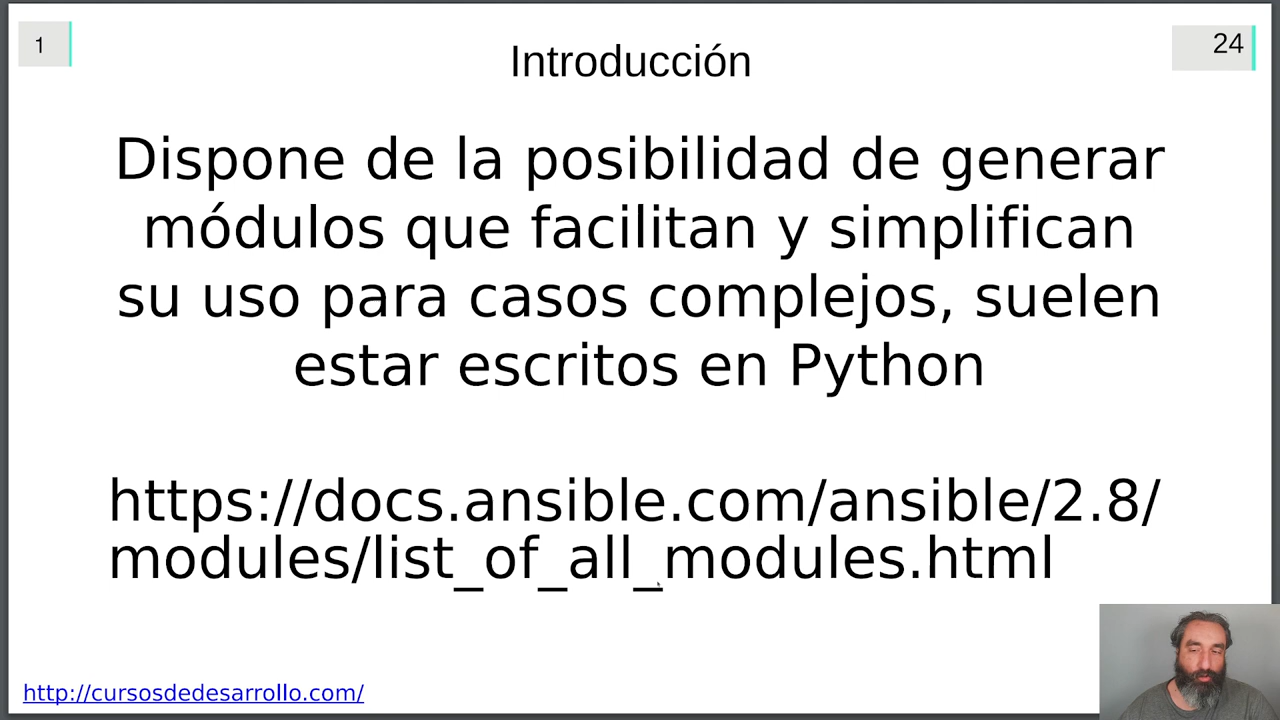 1
Introducción
24
Dispone de la posibilidad de generar
módulos que facilitan y simplifican
su uso para casos complejos, suelen
estar escritos en Python
https://docs.ansible.com/ansible/2.8/
modules/list_of_all_modules.html
http://cursosdedesarrollo.com/